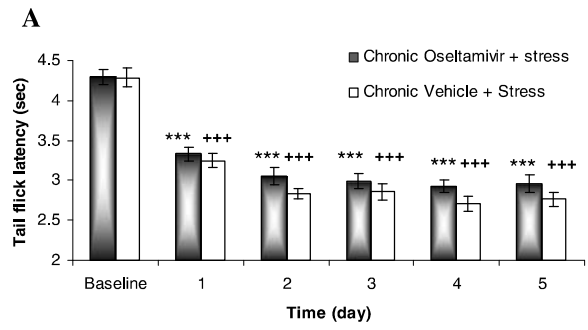 A
Tail flick latency (sec)
4.5
4
3.5
3
2.5
2
Chronic Oseltamivir + stress
Chronic Vehicle + Stress
*** +++
*** +++
*** +++
*** +++
*** +++
Baseline 1 2 3 4 5
Time (day)